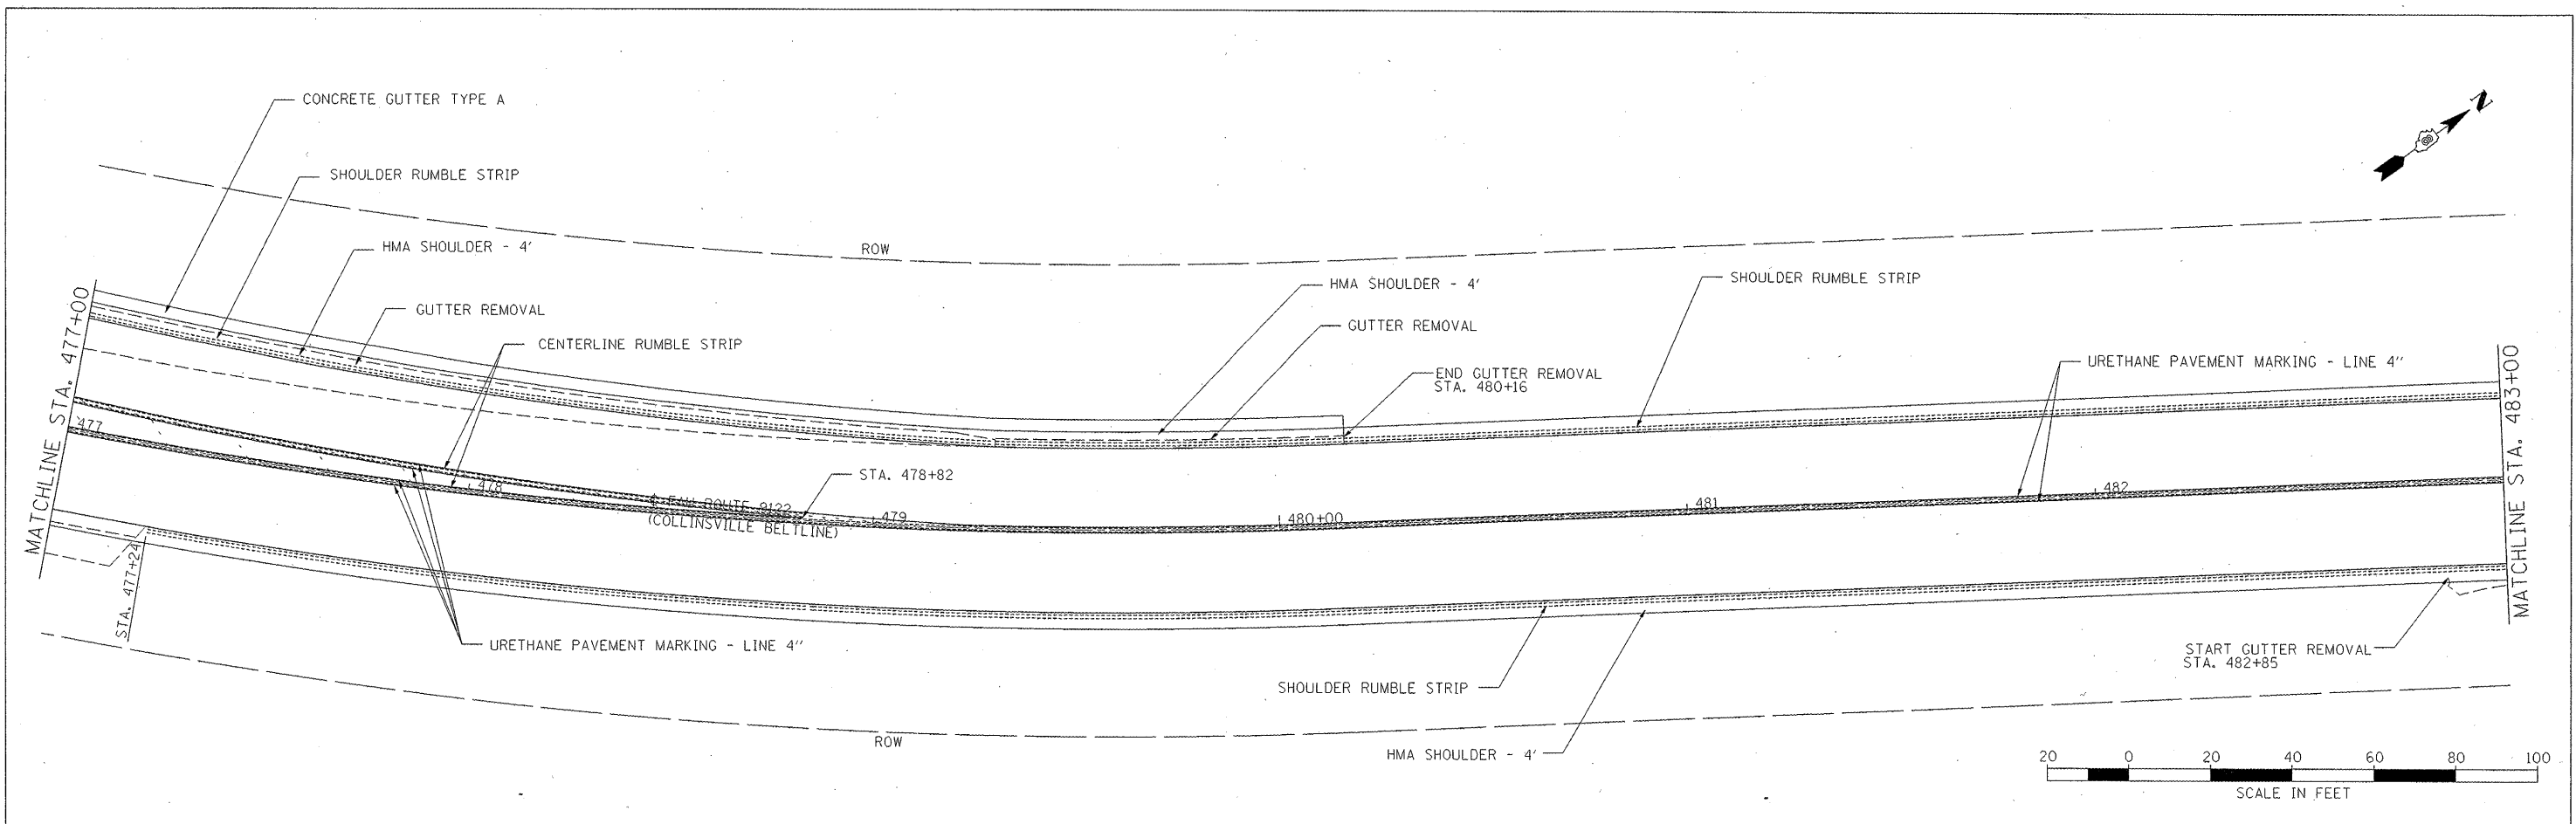 CONCRETE GUTTER TYPE A
N
SHOULDER RUMBLE STRIP
HMA SHOULDER - 4'
ROW
GUTTER REMOVAL
CENTERLINE RUMBLE STRIP
HMA SHOULDER - 4'
GUTTER REMOVAL
SHOULDER RUMBLE STRIP
END GUTTER REMOVAL
STA. 480+16
URETHANE PAVEMENT MARKING - LINE 4"
MATCHLINE STA. 477+00
MATCHLINE STA. 483+00
477
478
STA. 478+82
ROUTE 9122
(COLLINSVILLE BELTLINE)
479
480+00
481
482
STA. 477+24
URETHANE PAVEMENT MARKING - LINE 4"
SHOULDER RUMBLE STRIP
START GUTTER REMOVAL
STA. 482+85
ROW
HMA SHOULDER - 4'
20 0 20 40 60 80 100
SCALE IN FEET